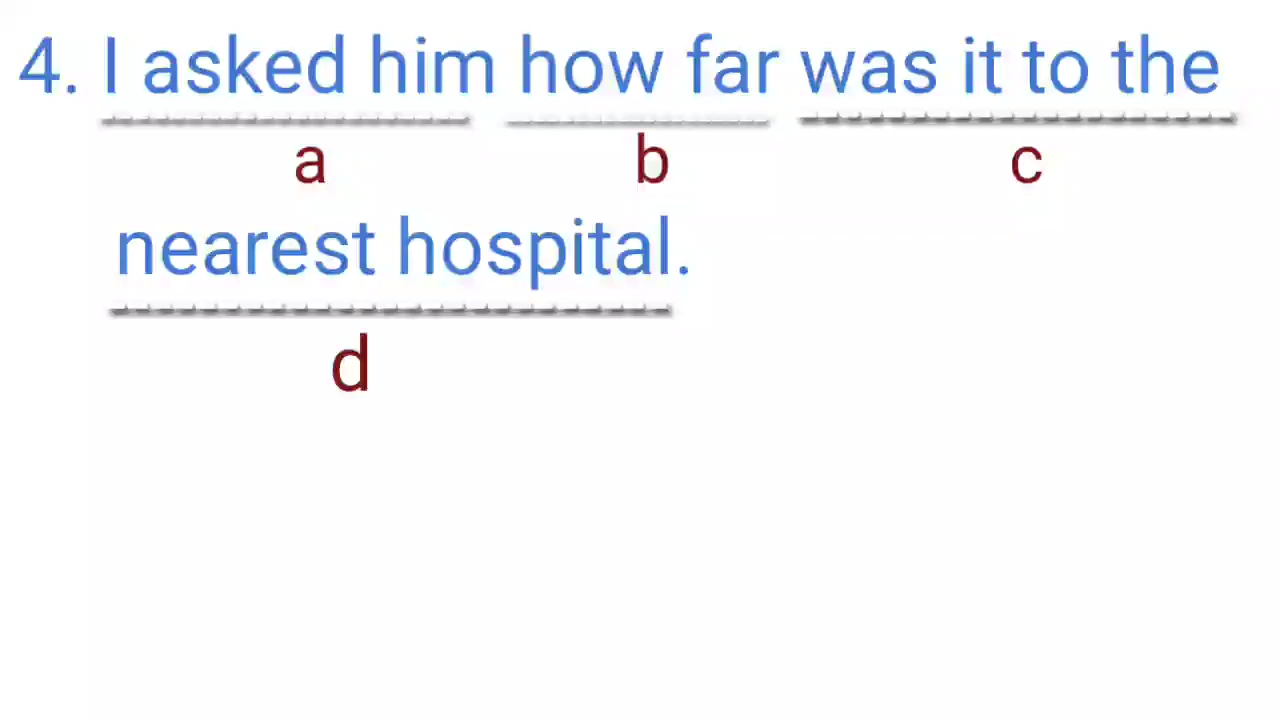 4. I asked him how far was it to the
a b c
nearest hospital.
d